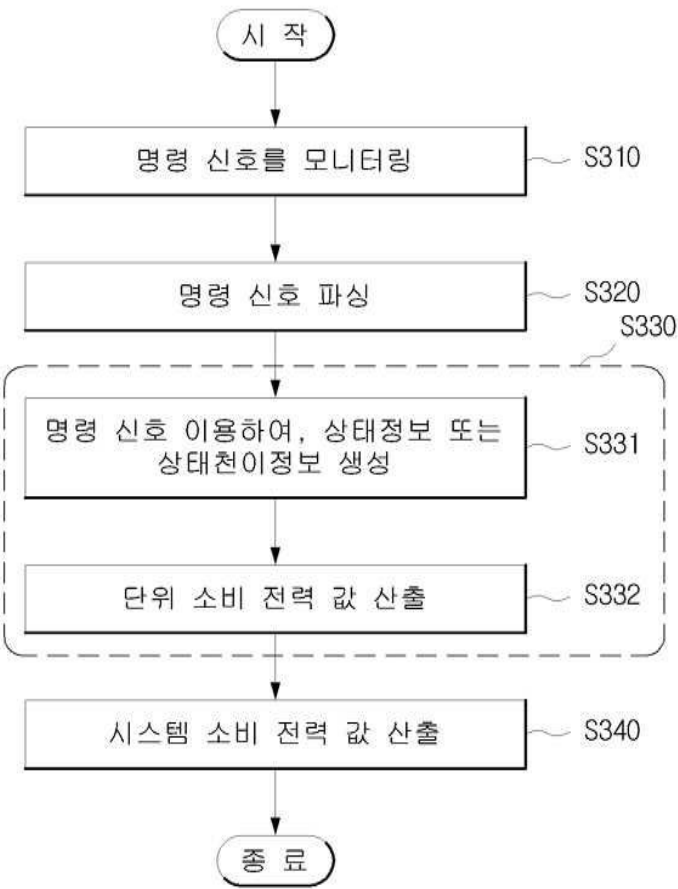 시 작
명령 신호를 모니터링
S310
명령 신호 파싱
S320
S330
명령 신호 이용하여, 상태정보 또는
상태천이정보 생성
S331
단위 소비 전력 값 산출
S332
시스템 소비 전력 값 산출
S340
종 료